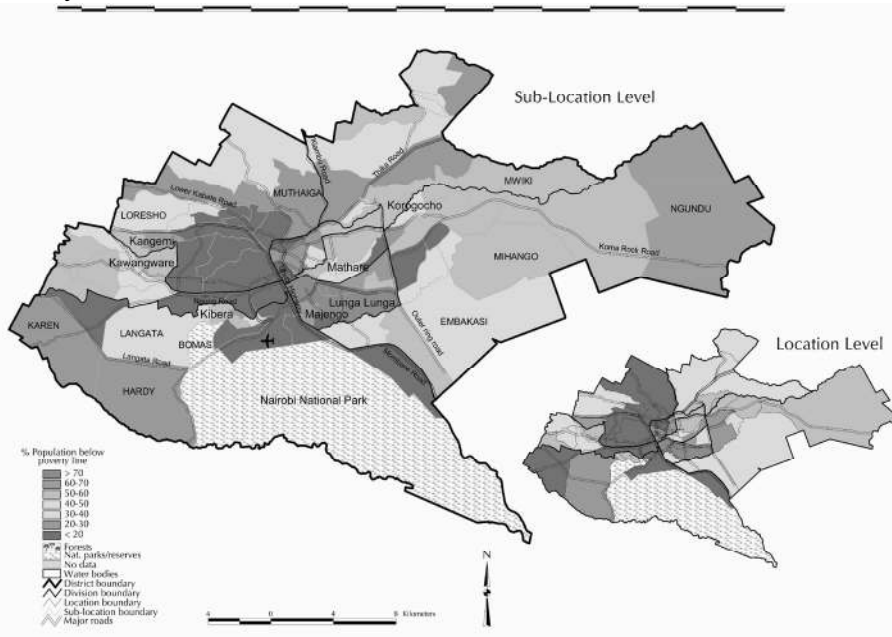 Sub-Location Level
Kiambu Road
Thika Road
MWIKI
Lower Kabete Road
MUTHAIGA
NGUNDU
LORESHO
Korogocho
Kangemi
Koma Rock Road
Kawangware
Mathare
MIHANGO
Ngong Road
Lunga Lunga
Kibera
Majengo
KAREN
LANGATA
EMBAKASI
Outer ring road
BOMAS
Location Level
Langata Road
Mombasa Road
HARDY
Nairobi National Park
% Population below
poverty line
> 70
60-70
50-60
40-50
30-40
20-30
< 20
Forests
Nat. parks/reserves
No data
Water bodies
District boundary
Division boundary
Location boundary
Sub-location boundary
Major roads
N
4 0 4 8 Kilometers